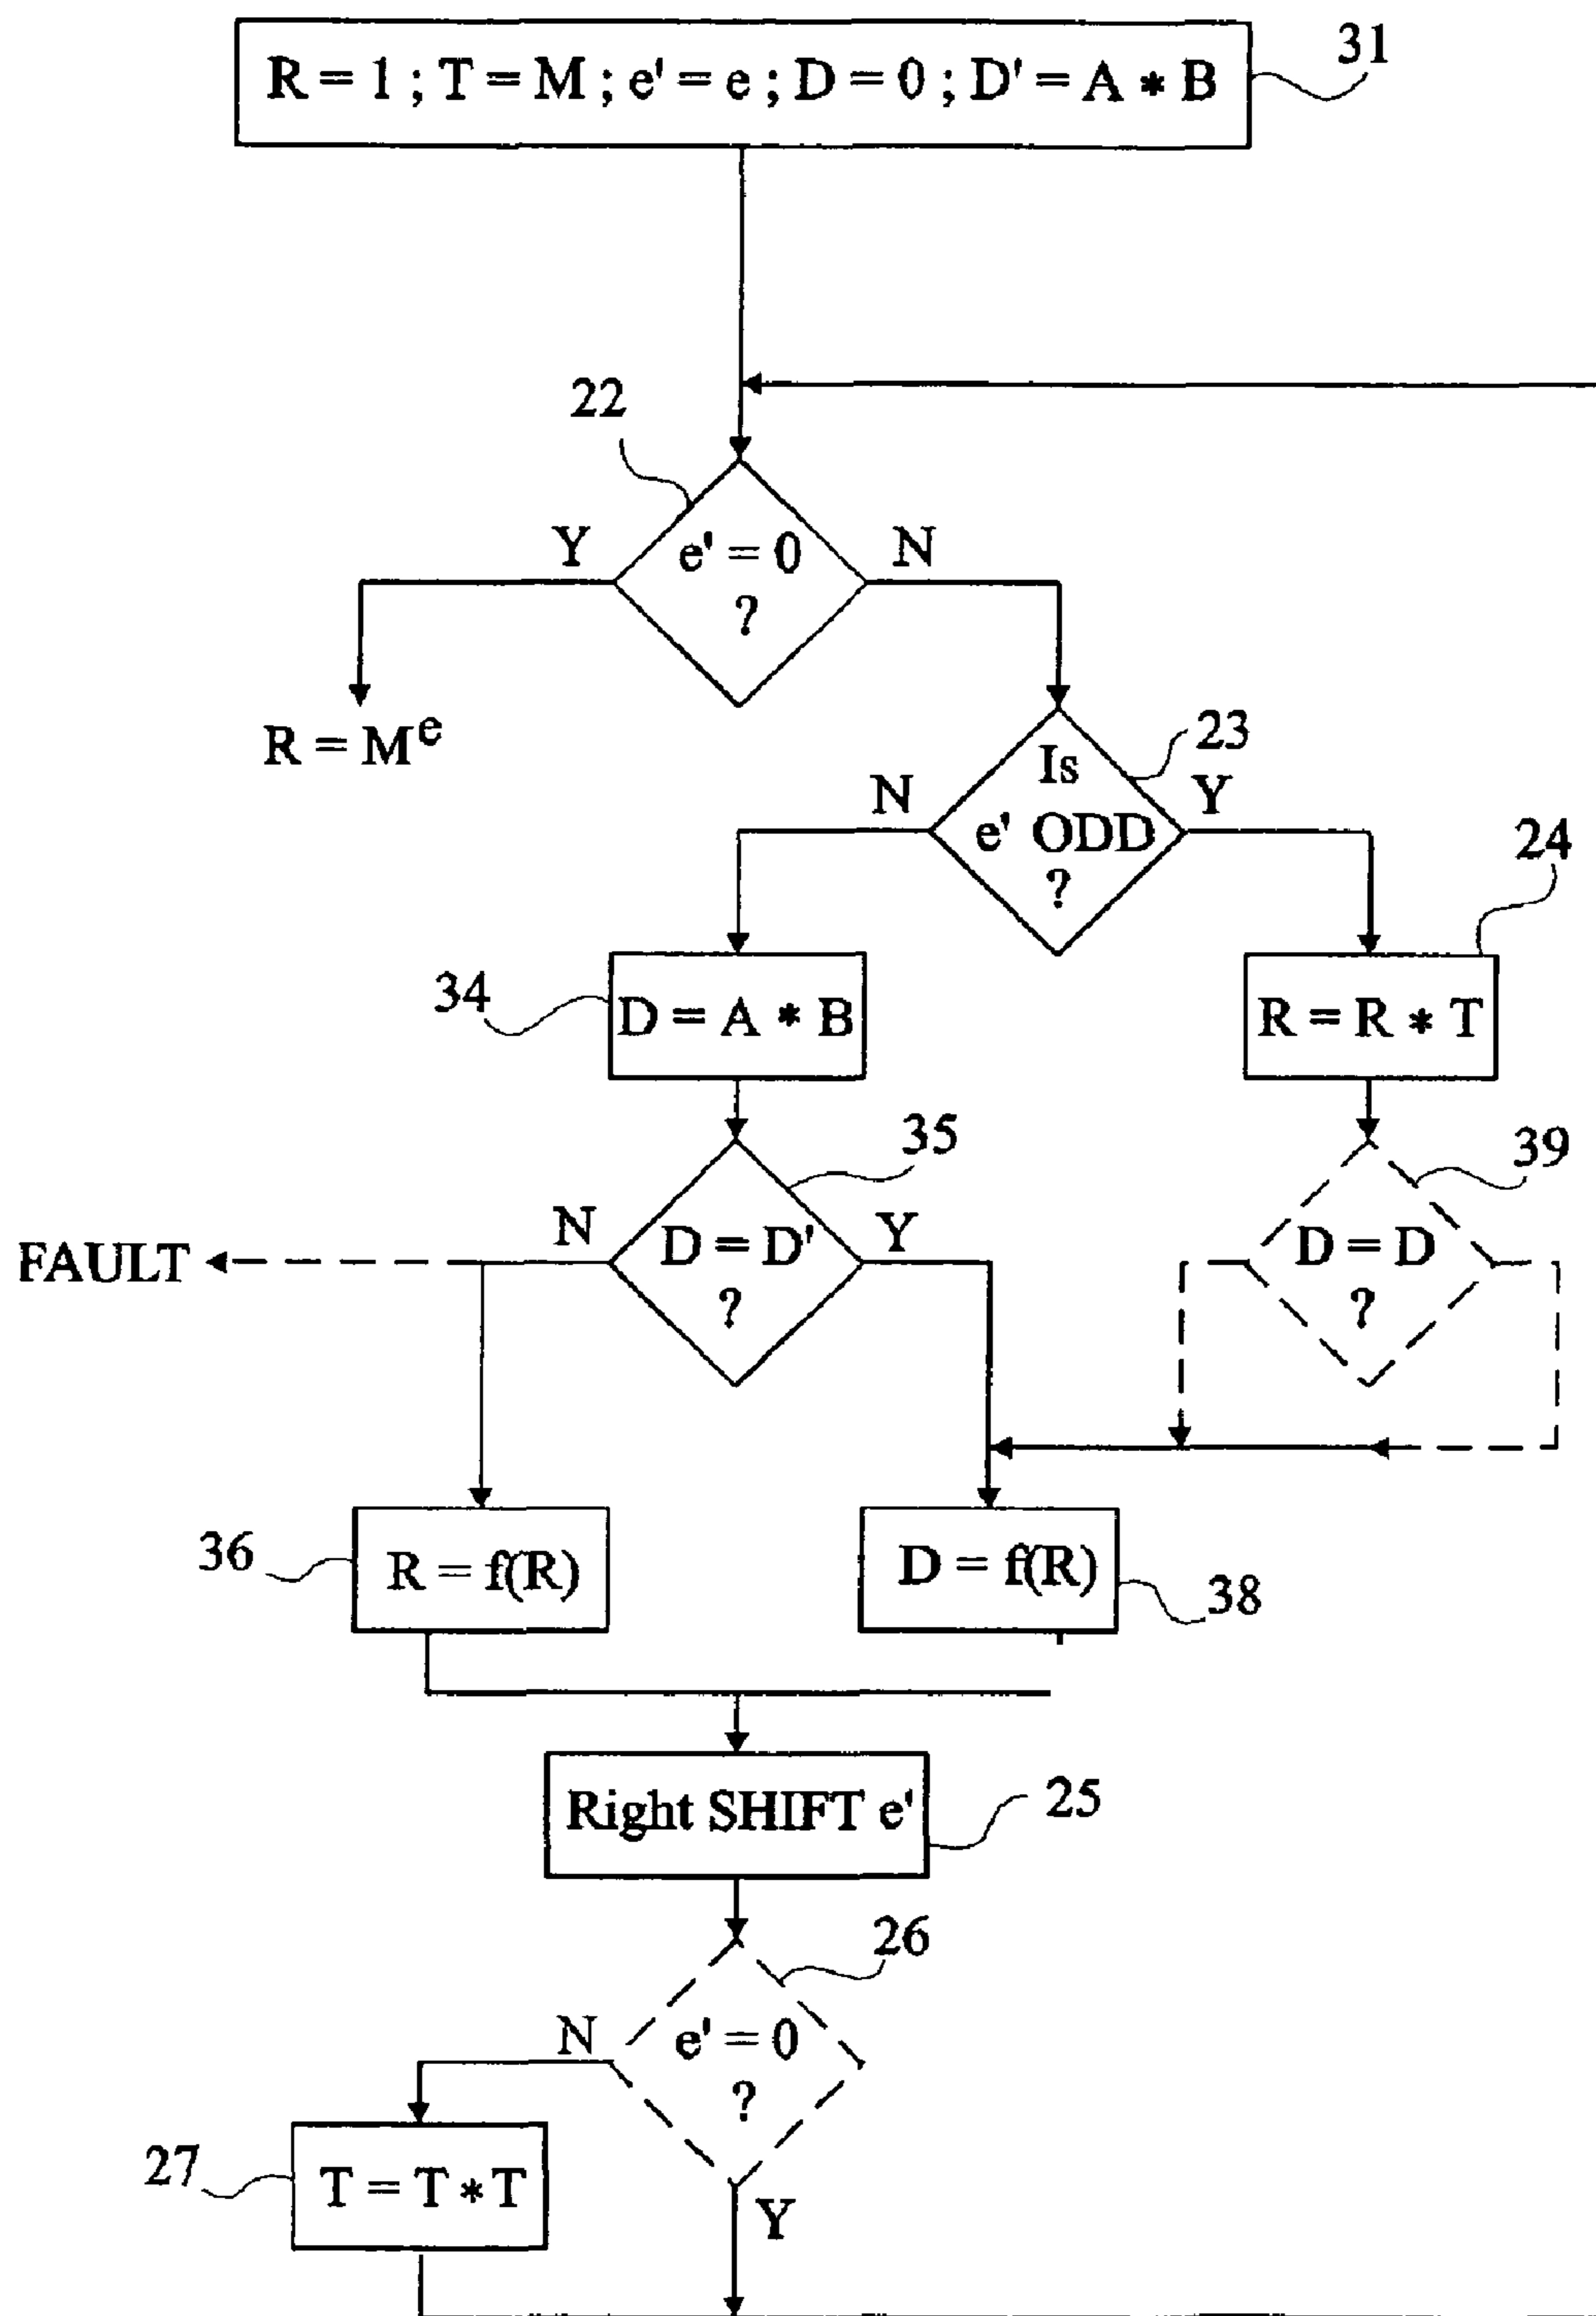 R = 1 ; T = M ; e' = e ; D = 0 ; D' = A * B
31
22
Y
e' = 0
?
N
R = M^e
23
N
Is
e' ODD
?
Y
24
34
D = A * B
R = R * T
35
39
FAULT
N
D = D'
?
Y
D = D
?
36
R = f(R)
D = f(R)
38
Right SHIFT e'
25
26
N
e' = 0
?
27
T = T * T
Y